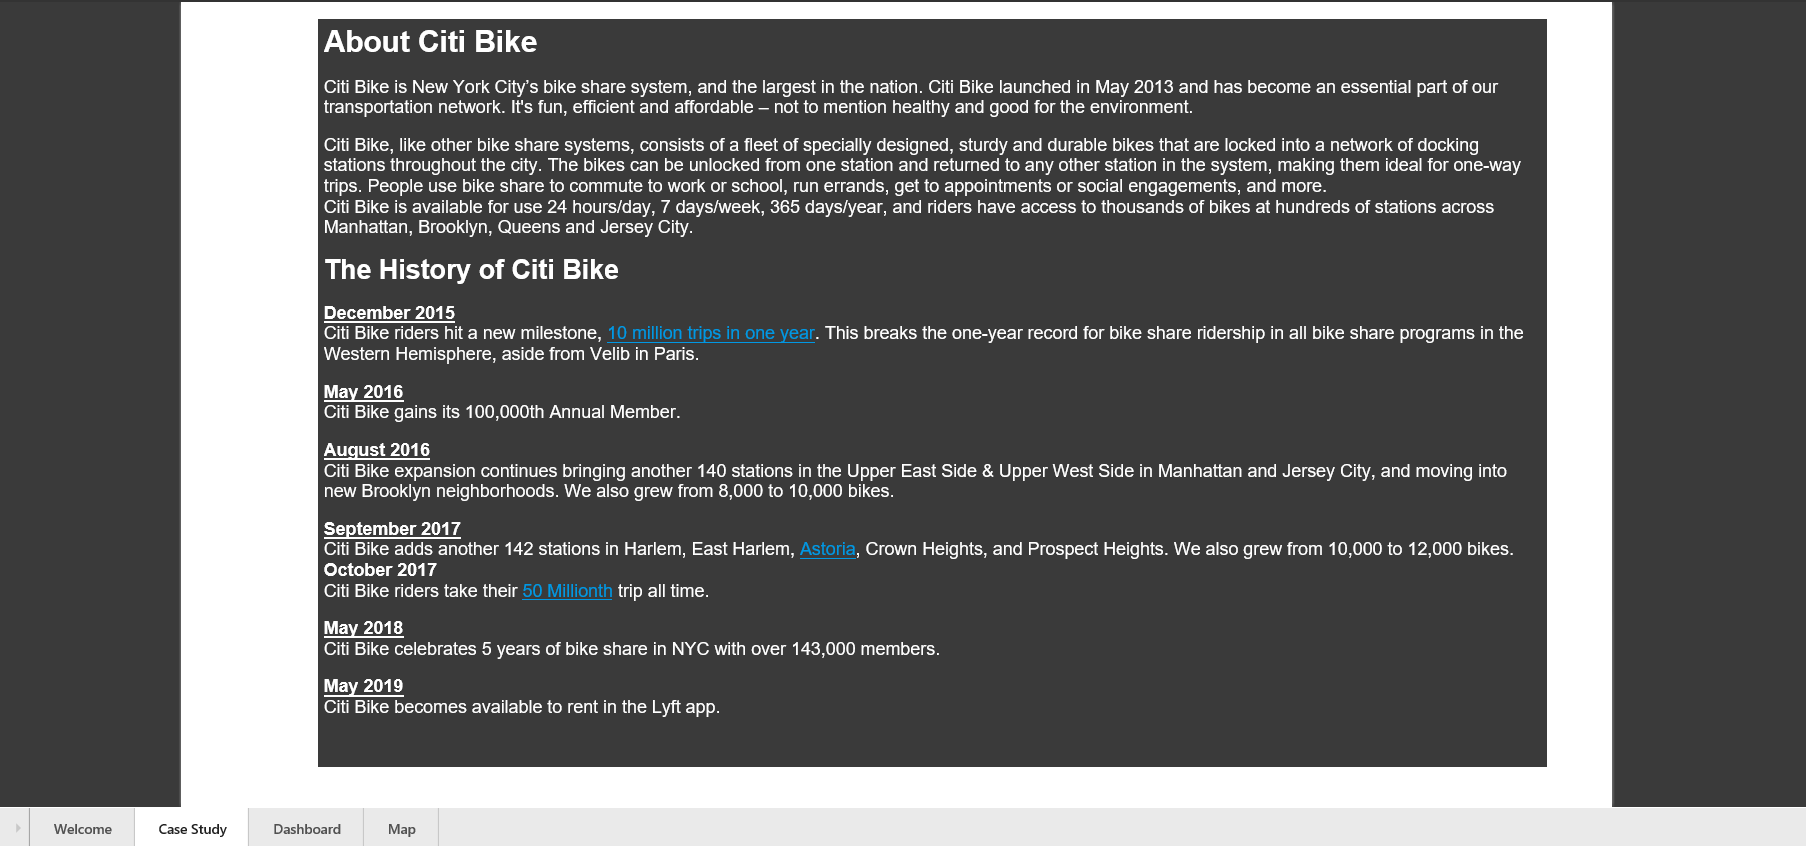 About Citi Bike
Citi Bike is New York City’s bike share system, and the largest in the nation. Citi Bike launched in May 2013 and has become an essential part of our
transportation network. It's fun, efficient and affordable – not to mention healthy and good for the environment.
Citi Bike, like other bike share systems, consists of a fleet of specially designed, sturdy and durable bikes that are locked into a network of docking
stations throughout the city. The bikes can be unlocked from one station and returned to any other station in the system, making them ideal for one-way
trips. People use bike share to commute to work or school, run errands, get to appointments or social engagements, and more.
Citi Bike is available for use 24 hours/day, 7 days/week, 365 days/year, and riders have access to thousands of bikes at hundreds of stations across
Manhattan, Brooklyn, Queens and Jersey City.
The History of Citi Bike
December 2015
Citi Bike riders hit a new milestone, 10 million trips in one year. This breaks the one-year record for bike share ridership in all bike share programs in the
Western Hemisphere, aside from Velib in Paris.
May 2016
Citi Bike gains its 100,000th Annual Member.
August 2016
Citi Bike expansion continues bringing another 140 stations in the Upper East Side & Upper West Side in Manhattan and Jersey City, and moving into
new Brooklyn neighborhoods. We also grew from 8,000 to 10,000 bikes.
September 2017
Citi Bike adds another 142 stations in Harlem, East Harlem, Astoria, Crown Heights, and Prospect Heights. We also grew from 10,000 to 12,000 bikes.
October 2017
Citi Bike riders take their 50 Millionth trip all time.
May 2018
Citi Bike celebrates 5 years of bike share in NYC with over 143,000 members.
May 2019
Citi Bike becomes available to rent in the Lyft app.
Welcome Case Study Dashboard Map